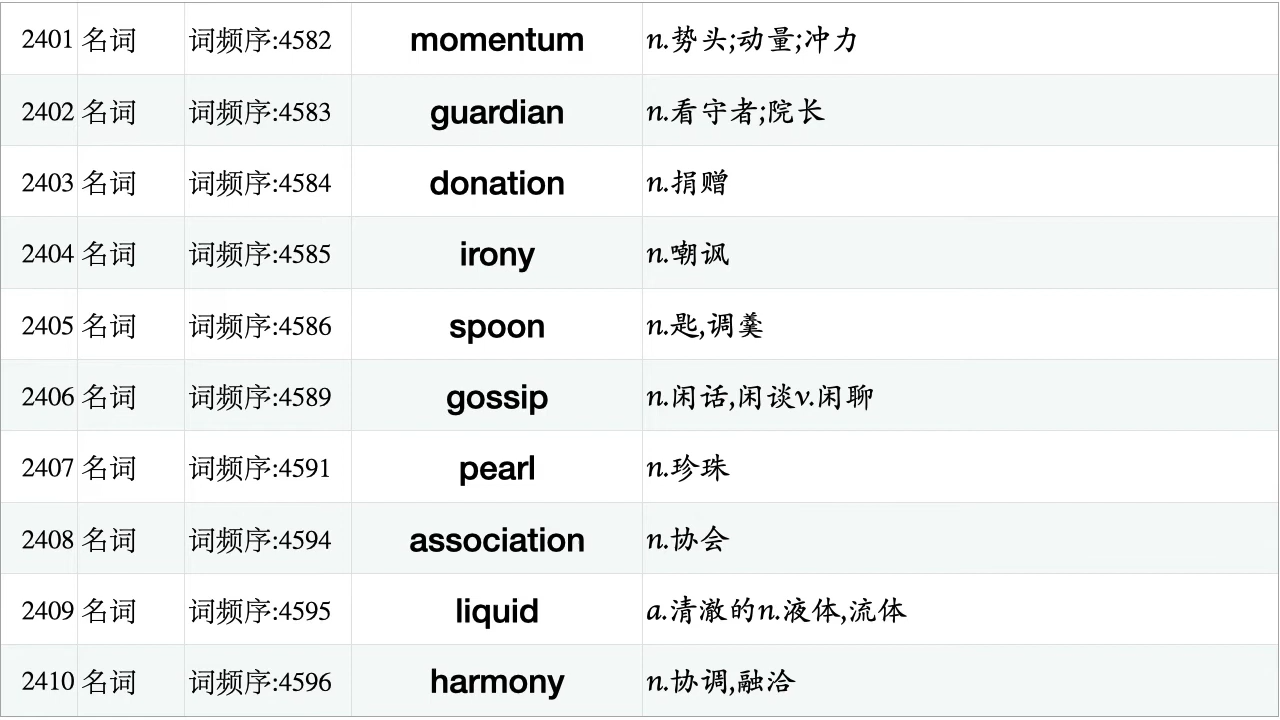 2401 名词 词频序:4582 momentum n.势头;动量;冲力
2402 名词 词频序:4583 guardian n.看守者;院长
2403 名词 词频序:4584 donation n.捐赠
2404 名词 词频序:4585 irony n.嘲讽
2405 名词 词频序:4586 spoon n.匙,调羹
2406 名词 词频序:4589 gossip n.闲话,闲谈v.闲聊
2407 名词 词频序:4591 pearl n.珍珠
2408 名词 词频序:4594 association n.协会
2409 名词 词频序:4595 liquid a.清澈的n.液体,流体
2410 名词 词频序:4596 harmony n.协调,融洽